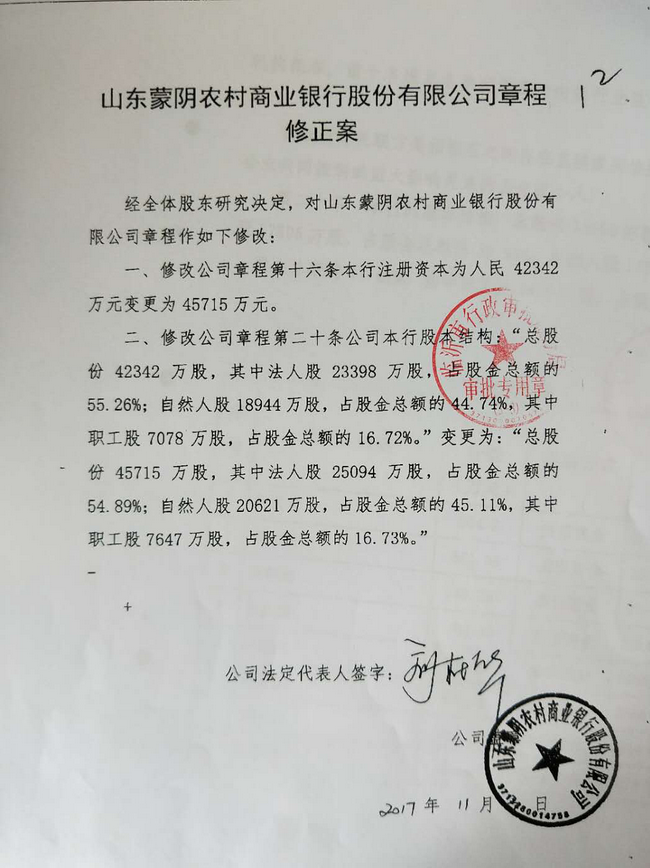 12
山东蒙阴农村商业银行股份有限公司章程
修正案
经全体股东研究决定，对山东蒙阴农村商业银行股份有
限公司章程作如下修改：
一、修改公司章程第十六条本行注册资本为人民 42342
万元变更为 45715 万元。
二、修改公司章程第二十条公司本行股本结构：“总股
份 42342 万股，其中法人股 23398 万股，占股金总额的
55.26%；自然人股 18944 万股，占股金总额的 44.74%，其中
职工股 7078 万股，占股金总额的 16.72%。”变更为：“总股
份 45715 万股，其中法人股 25094 万股，占股金总额的
54.89%；自然人股 20621 万股，占股金总额的 45.11%，其中
职工股 7647 万股，占股金总额的 16.73%。”
临沂市行政审批
审批专用章
公司法定代表人签字：
公司
山东蒙阴农村商业银行股份有限公司
3713280014758
2017 年 11 月 日